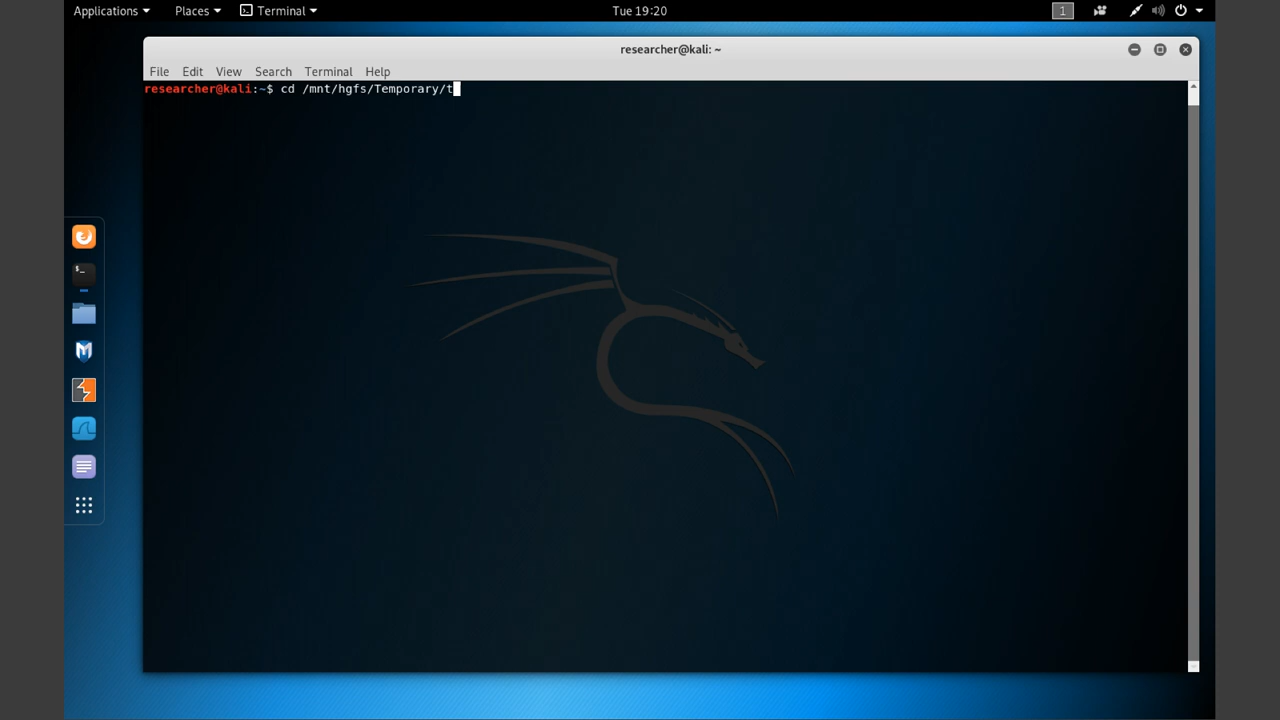 Applications Places Terminal Tue 19:20 1
researcher@kali: ~
File Edit View Search Terminal Help
researcher@kali:~$ cd /mnt/hgfs/Temporary/t
$_